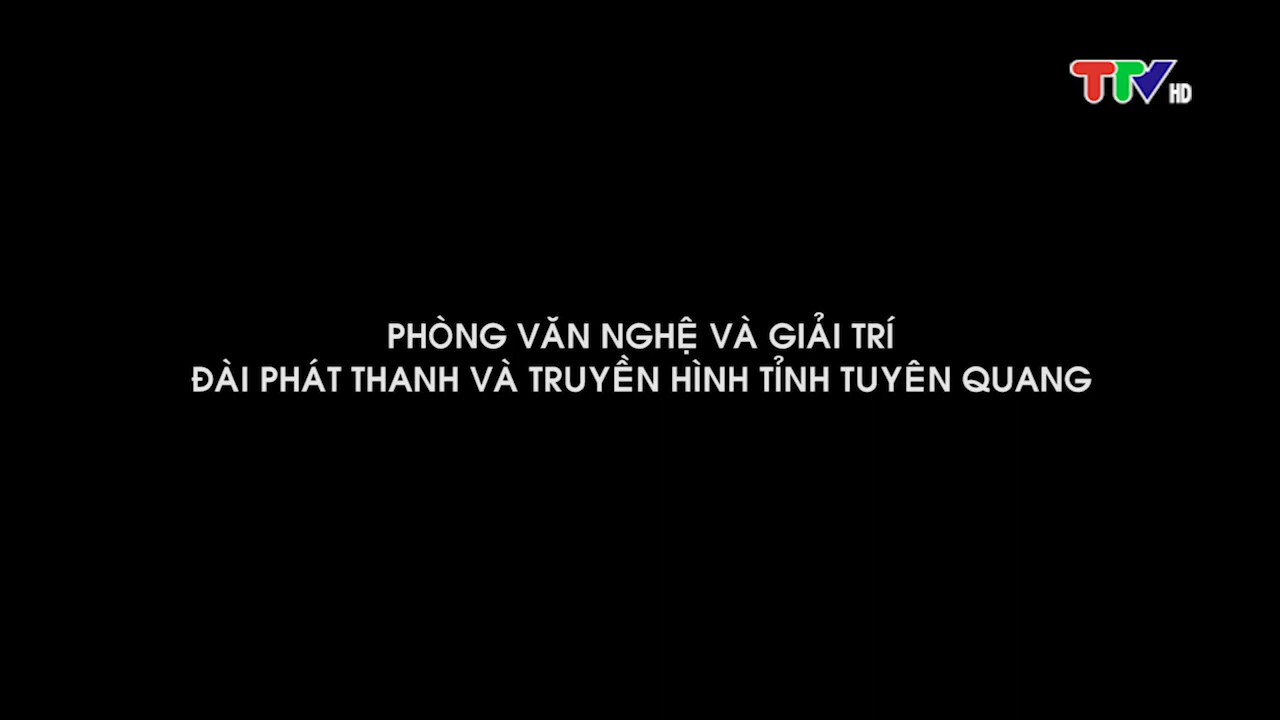 TTV HD
PHÒNG VĂN NGHỆ VÀ GIẢI TRÍ
ĐÀI PHÁT THANH VÀ TRUYỀN HÌNH TỈNH TUYÊN QUANG